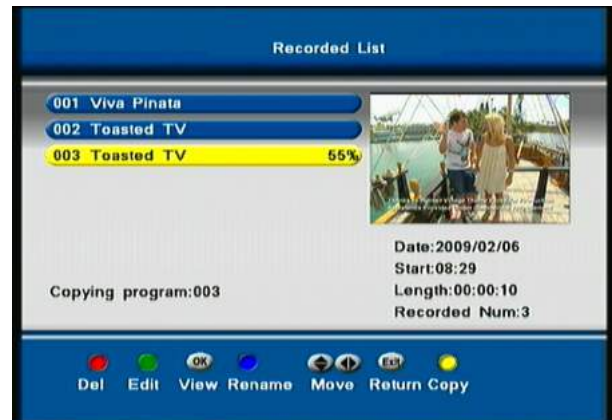 Recorded List
001 Viva Pinata
002 Toasted TV
003 Toasted TV 55%
Date:2009/02/06
Start:08:29
Copying program:003
Length:00:00:10
Recorded Num:3
OK Exit
Del Edit View Rename Move Return Copy